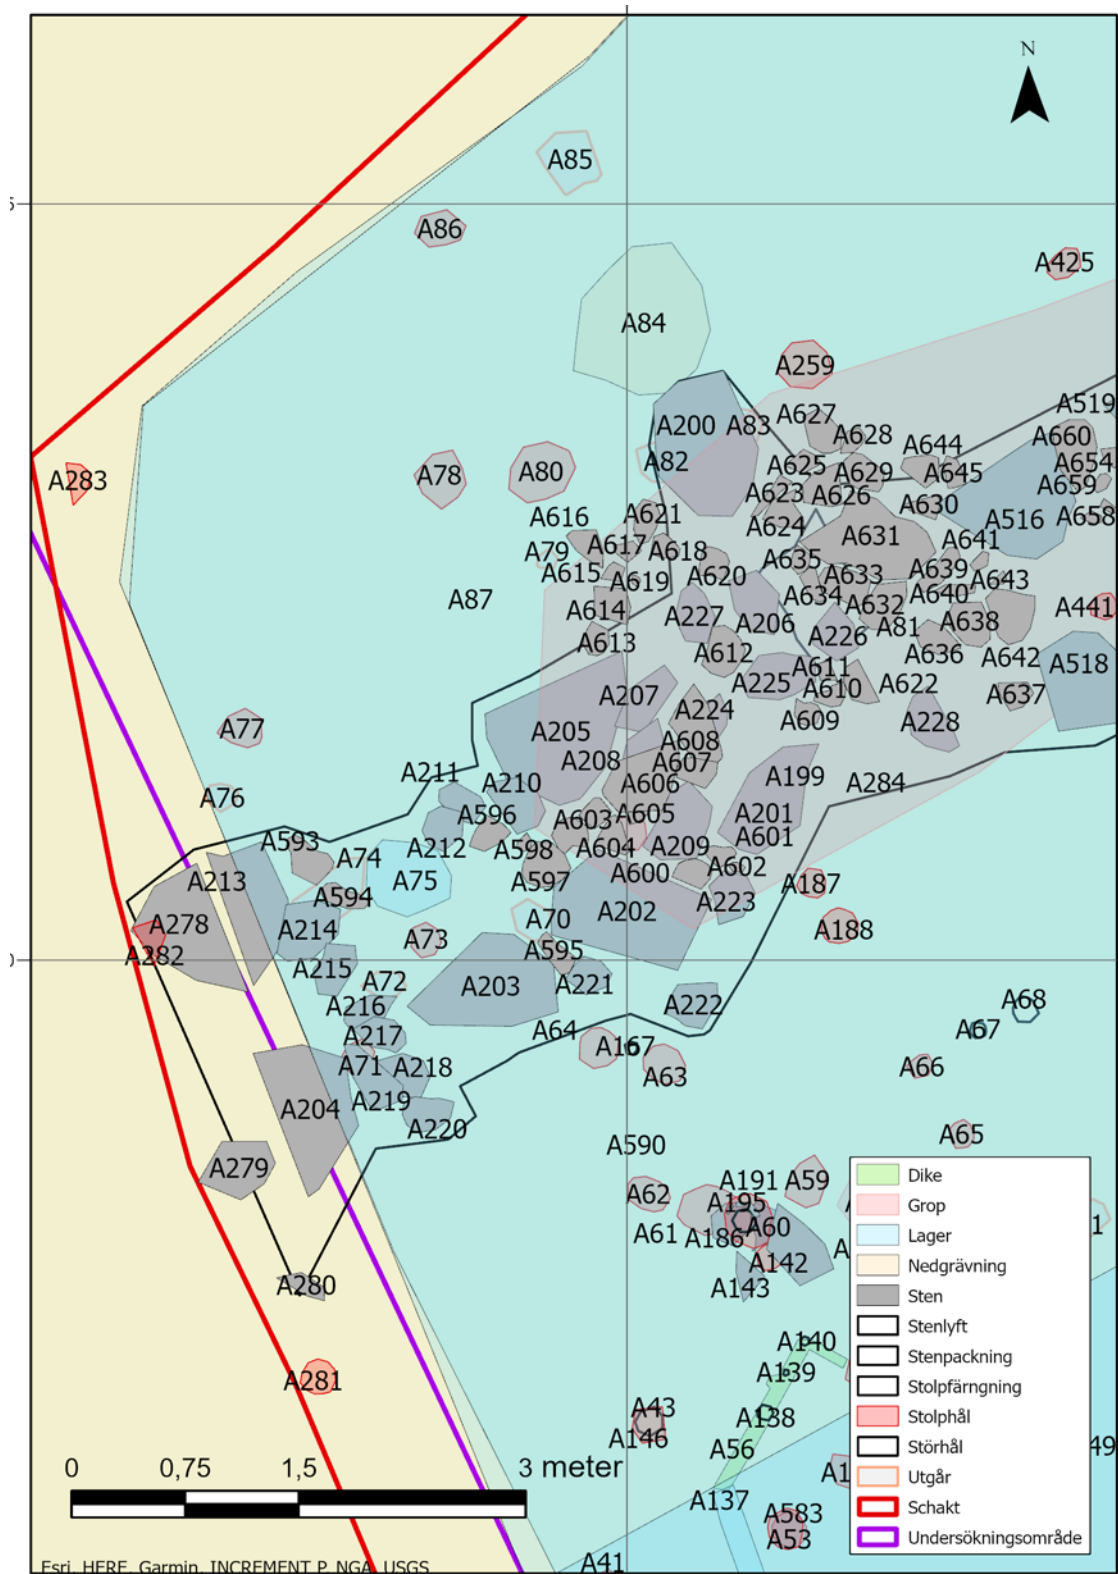 N
A85
5
A86
A425
A84
A259
A519
A627
A200
A83
A628
A660
A644
A82
A625
A629
A645
A654
A283
A78
A80
A623
A626
A659
A630
A616
A621
A624
A631
A516
A658
A641
A79
A617
A618
A635
A639
A615
A619
A620
A633
A643
A87
A634
A640
A614
A227
A206
A632
A441
A638
A81
A613
A226
A612
A636
A642
A518
A611
A207
A225
A610
A622
A637
A224
A77
A205
A609
A228
A608
A211
A208
A607
A199
A210
A606
A284
A76
A596
A603
A605
A201
A593
A601
A212
A598
A604
A209
A74
A602
A213
A75
A597
A600
A187
A594
A223
A278
A70
A202
A214
A73
A188
A282
A595
A215
A72
A203
A221
A68
A216
A222
A217
A64
A67
A167
A71
A218
A63
A66
A204
A219
A220
A65
A590
A279
A62
A191
A59
A195
A61
A186
A60
A142
A280
A143
A140
A281
A139
A43
A138
A146
A56
A137
A583
A53
A41
Dike
Grop
Lager
Nedgrävning
Sten
Stenlyft
Stenpackning
Stolpfärngning
Stolphål
Störhål
Utgår
Schakt
Undersökningsområde
0 0,75 1,5 3 meter
Esri, HERE, Garmin, INCREMENT P, NGA, USGS